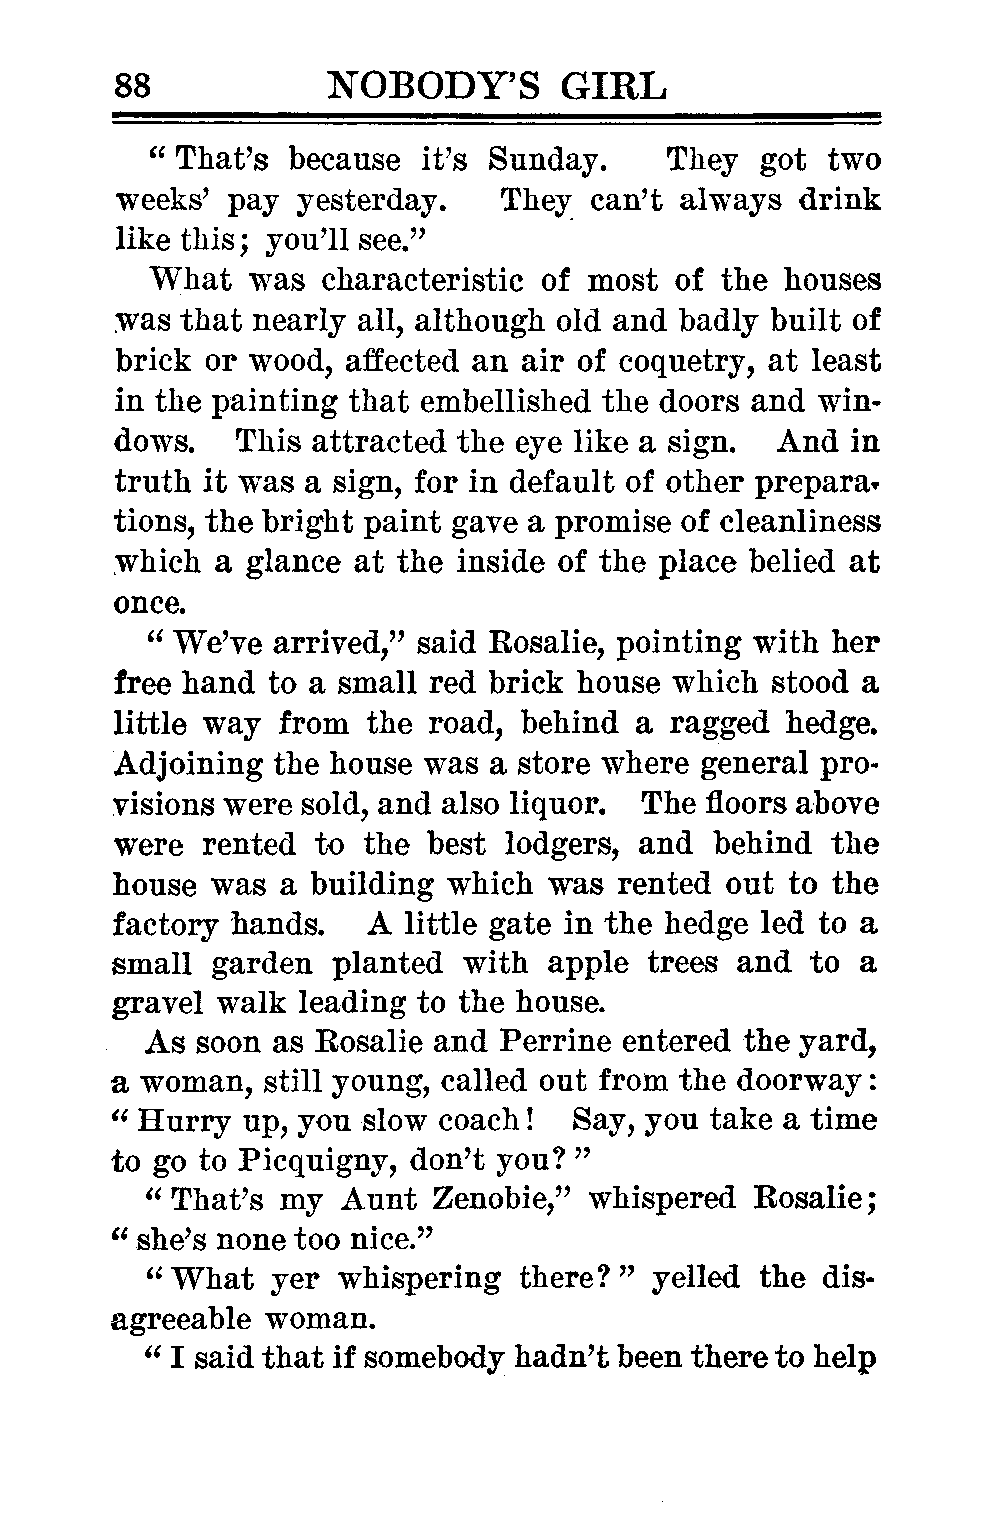 88 NOBODY'S GIRL
" That's because it's Sunday. They got two
weeks' pay yesterday. They can't always drink
like this; you'll see."
What was characteristic of most of the houses
was that nearly all, although old and badly built of
brick or wood, affected an air of coquetry, at least
in the painting that embellished the doors and win-
dows. This attracted the eye like a sign. And in
truth it was a sign, for in default of other prepara-
tions, the bright paint gave a promise of cleanliness
which a glance at the inside of the place belied at
once.
" We've arrived," said Rosalie, pointing with her
free hand to a small red brick house which stood a
little way from the road, behind a ragged hedge.
Adjoining the house was a store where general pro-
visions were sold, and also liquor. The floors above
were rented to the best lodgers, and behind the
house was a building which was rented out to the
factory hands. A little gate in the hedge led to a
small garden planted with apple trees and to a
gravel walk leading to the house.
As soon as Rosalie and Perrine entered the yard,
a woman, still young, called out from the doorway:
" Hurry up, you slow coach! Say, you take a time
to go to Picquigny, don't you? "
" That's my Aunt Zenobie," whispered Rosalie;
" she's none too nice."
" What yer whispering there? " yelled the dis-
agreeable woman.
" I said that if somebody hadn't been there to help